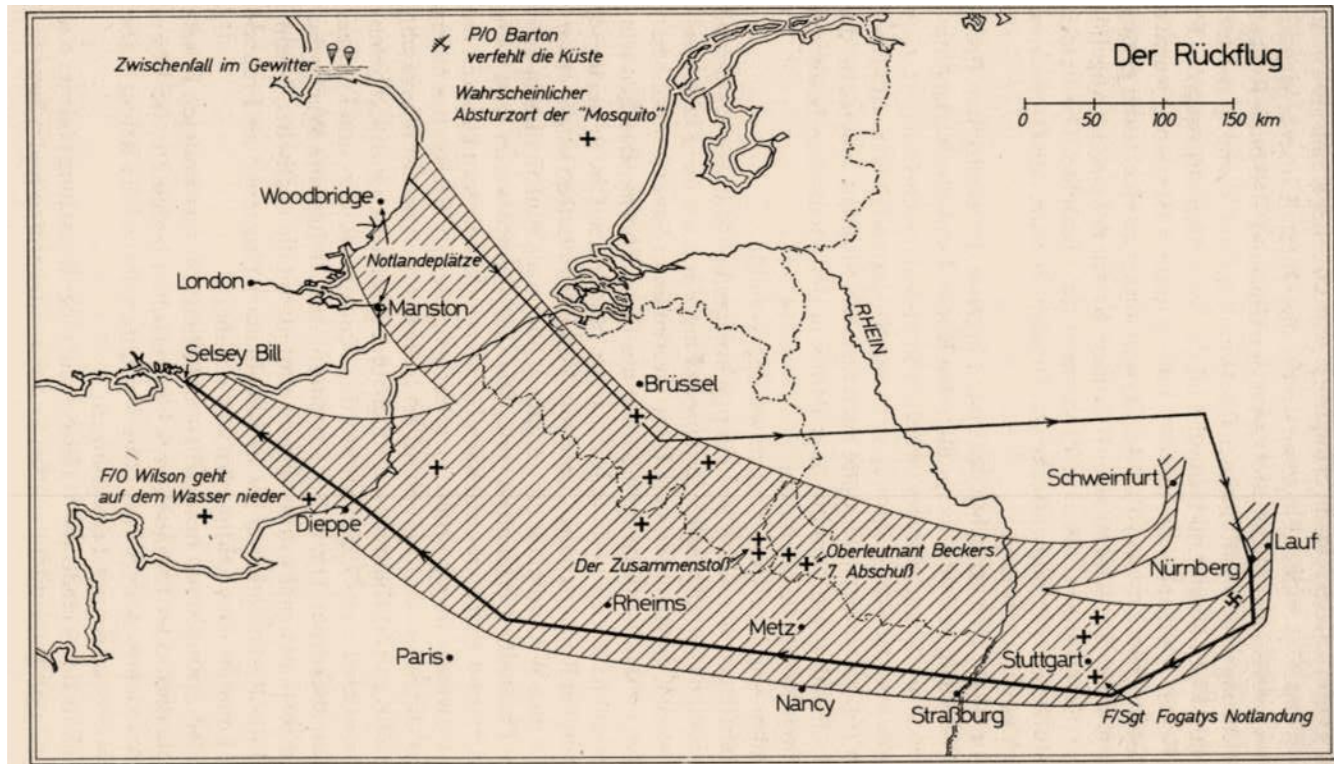 Der Rückflug
0 50 100 150 km
Zwischenfall im Gewitter
P/O Barton
verfehlt die Küste
Wahrscheinlicher
Absturzort der "Mosquito"
Woodbridge
Notlandeplätze
London
Manston
Selsey Bill
Brüssel
RHEIN
F/O Wilson geht
auf dem Wasser nieder
Dieppe
Schweinfurt
Lauf
Nürnberg
Der Zusammenstoß
Oberleutnant Beckers
7. Abschuß
Rheims
Metz
Paris
Stuttgart
Nancy
Straßburg
F/Sgt Fogatys Notlandung